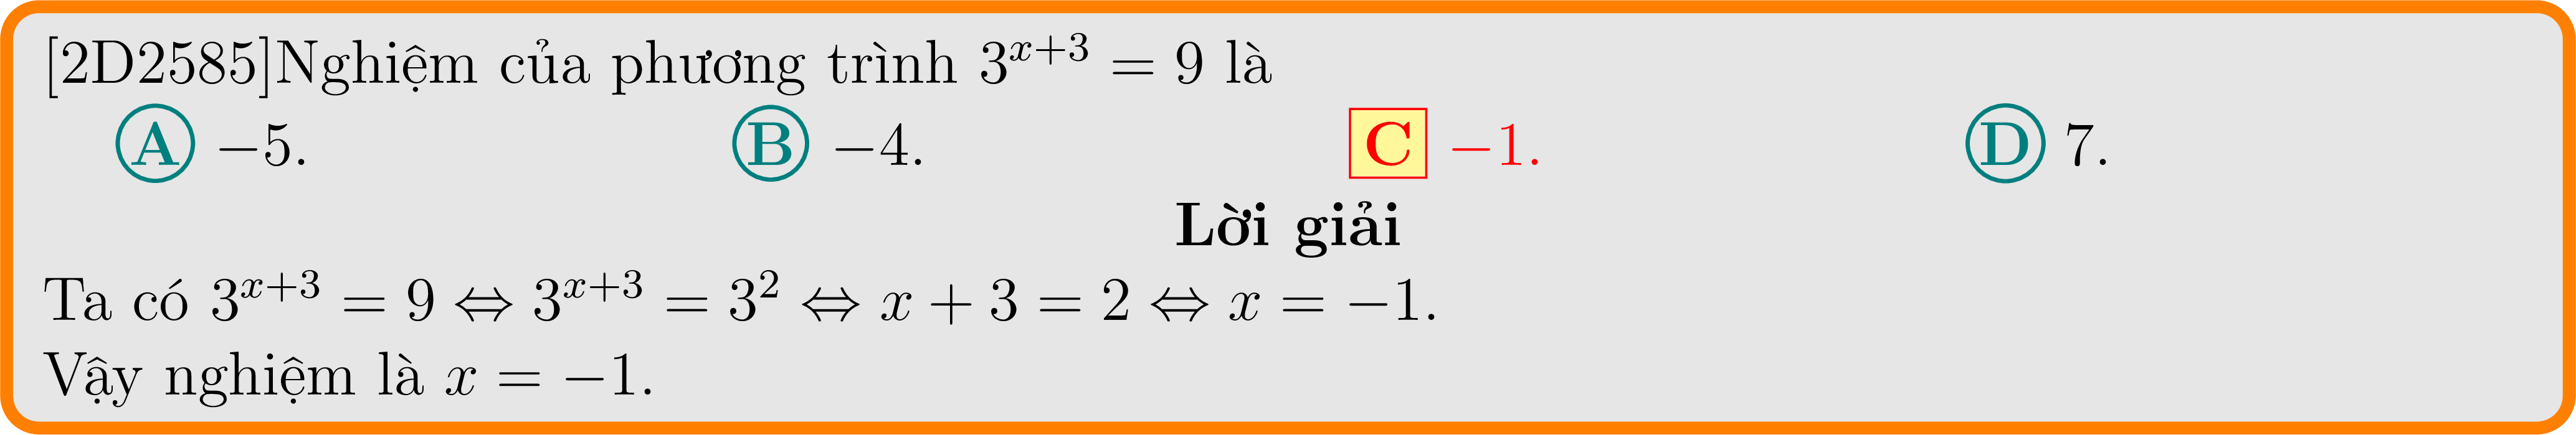 [2D2585]Nghiệm của phương trình $3^{x+3} = 9$ là
A −5. B −4. C −1. D 7.
Lời giải
Ta có $3^{x+3} = 9 \Leftrightarrow 3^{x+3} = 3^2 \Leftrightarrow x + 3 = 2 \Leftrightarrow x = -1$.
Vậy nghiệm là $x = -1$.